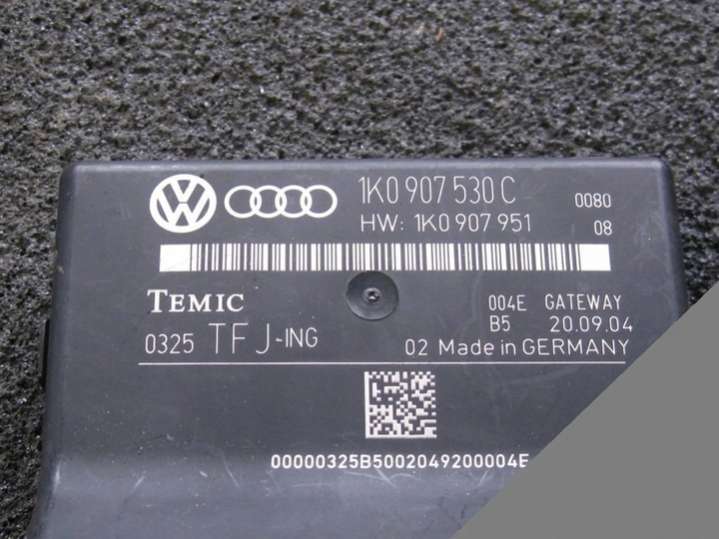 1K0 907 530 C 0080
HW: 1K0 907 951 08
TEMIC
004E GATEWAY
B5 20.09.04
0325 TFJ-ING
02 Made in GERMANY
00000325B5002049200004E